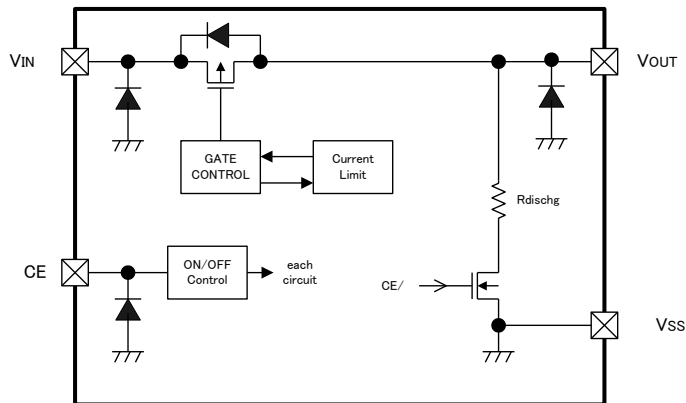 VIN
VOUT
GATE
CONTROL
Current
Limit
Rdischg
CE
ON/OFF
Control
each
circuit
CE/
VSS